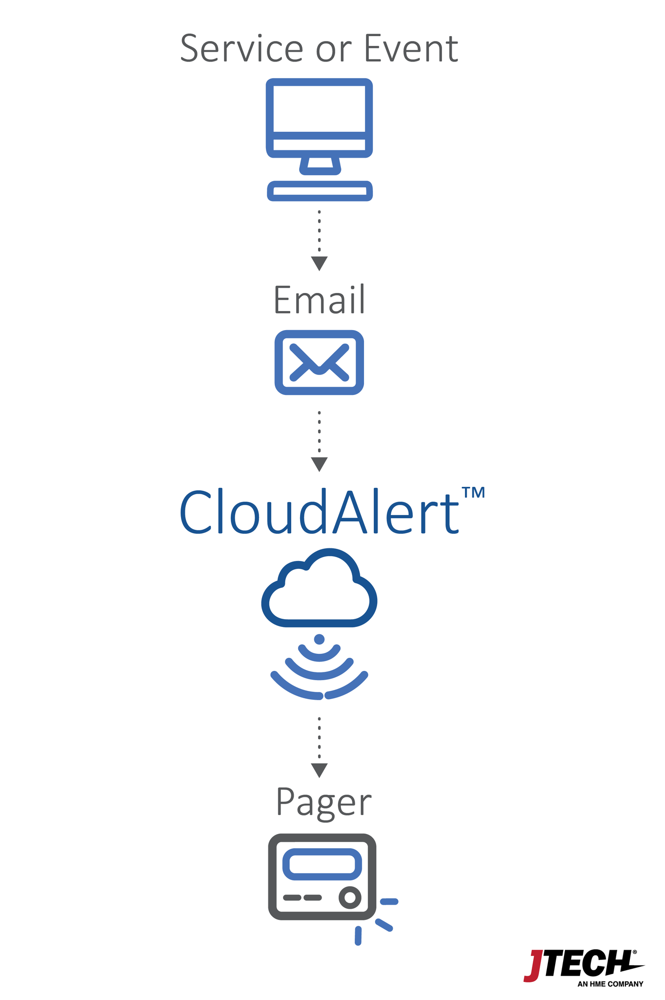 Service or Event
Email
CloudAlert™
Pager
JTECH®
AN HME COMPANY